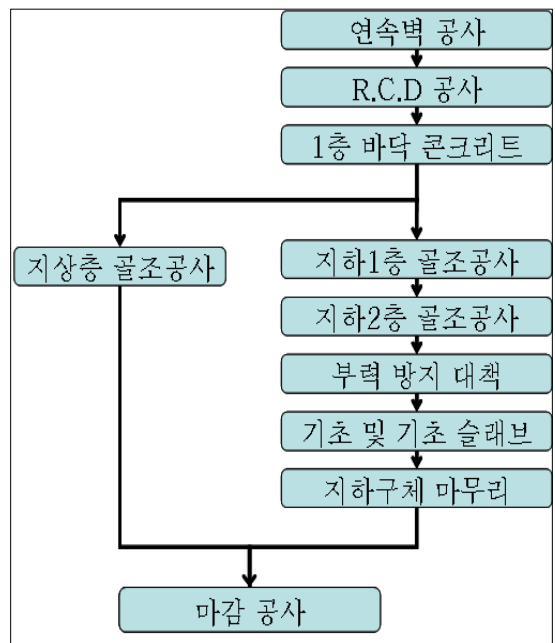 연속벽 공사
R.C.D 공사
1층 바닥 콘크리트
지상층 골조공사
지하1층 골조공사
지하2층 골조공사
부력 방지 대책
기초 및 기초 슬래브
지하구체 마무리
마감 공사